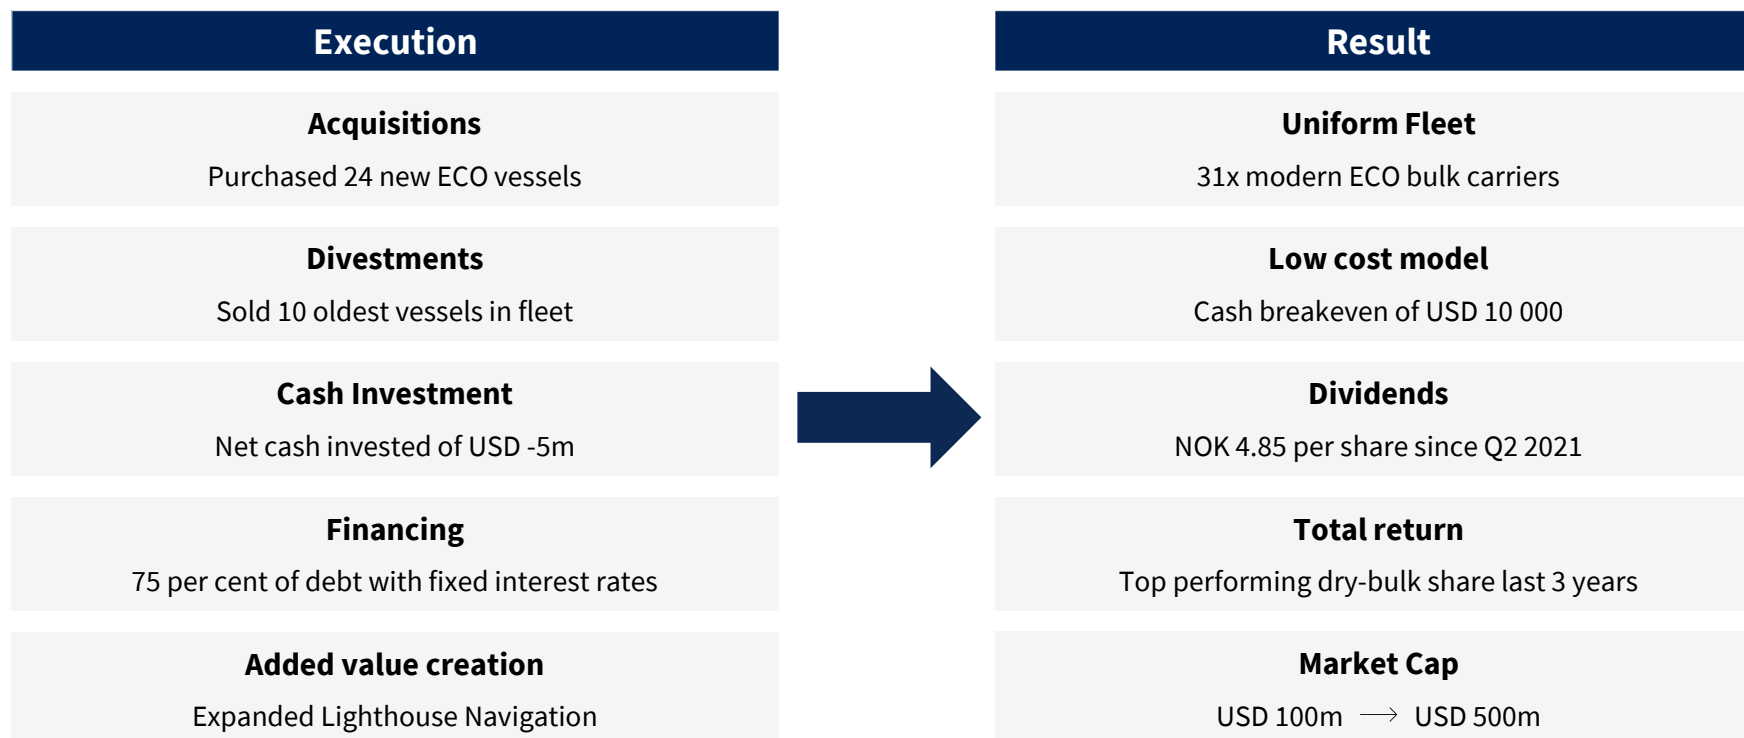 Execution
Acquisitions
Purchased 24 new ECO vessels
Divestments
Sold 10 oldest vessels in fleet
Cash Investment
Net cash invested of USD -5m
Financing
75 per cent of debt with fixed interest rates
Added value creation
Expanded Lighthouse Navigation
Result
Uniform Fleet
31x modern ECO bulk carriers
Low cost model
Cash breakeven of USD 10 000
Dividends
NOK 4.85 per share since Q2 2021
Total return
Top performing dry-bulk share last 3 years
Market Cap
USD 100m → USD 500m